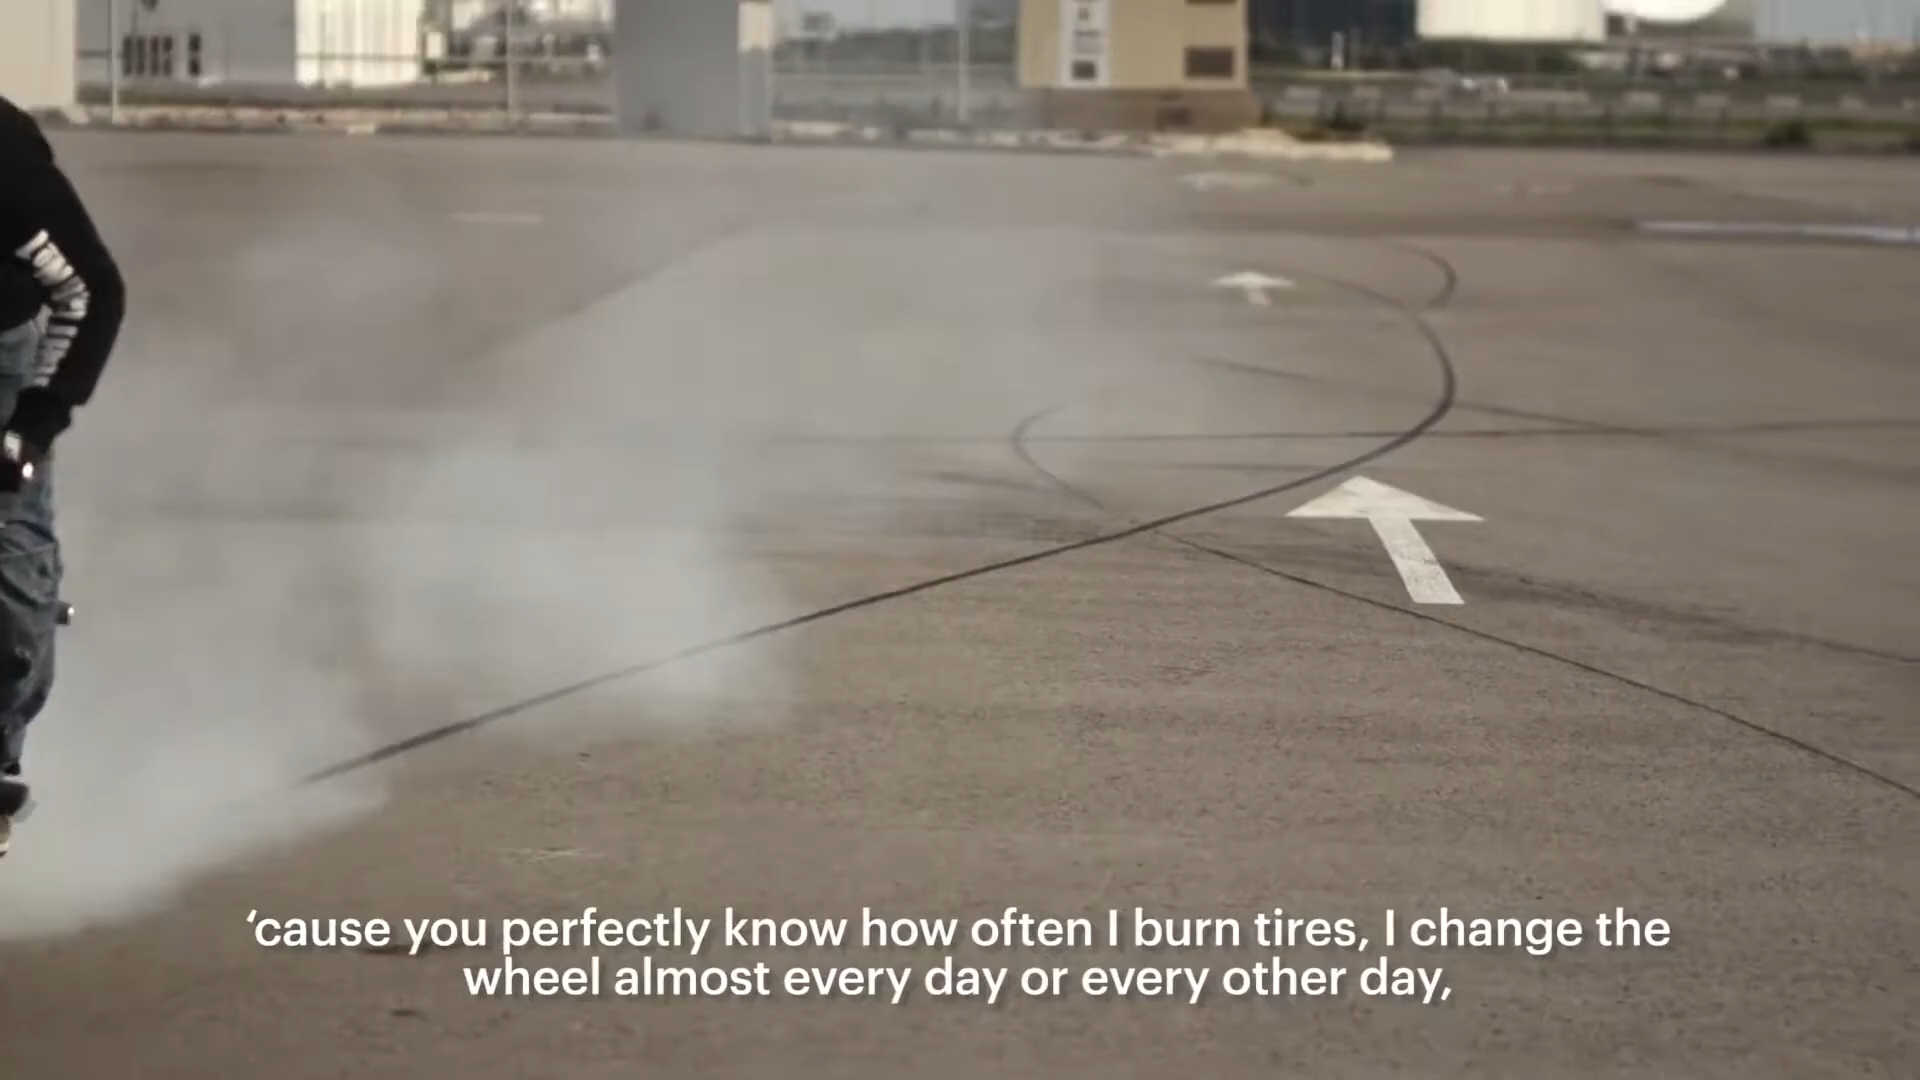 ‘cause you perfectly know how often I burn tires, I change the
wheel almost every day or every other day,